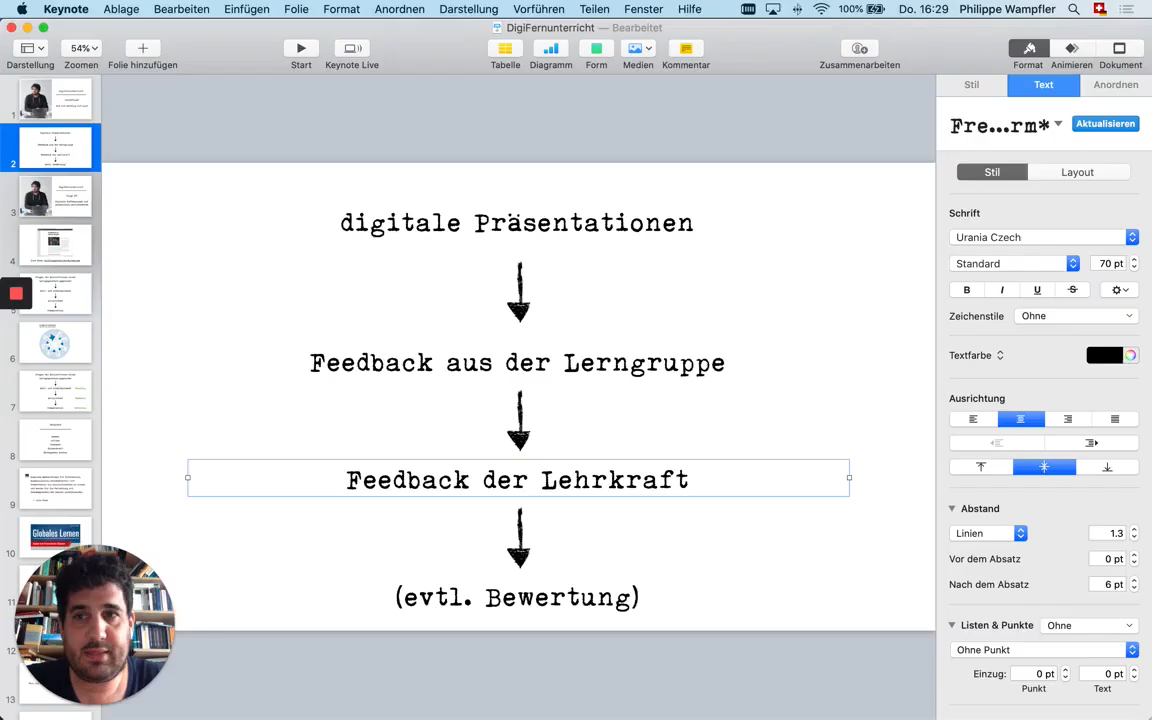 Keynote Ablage Bearbeiten Einfügen Folie Format Anordnen Darstellung Vorführen Teilen Fenster Hilfe 100% Do. 16:29 Philippe Wampfler
DigiFernunterricht — Bearbeitet
54%
Darstellung Zoomen Folie hinzufügen Start Keynote Live Tabelle Diagramm Form Medien Kommentar Zusammenarbeiten Format Animieren Dokument
Stil Text Anordnen
Fre...rm* Aktualisieren
Stil Layout
Schrift
Urania Czech
Standard 70 pt
B I U S
Zeichenstile Ohne
Textfarbe
Ausrichtung
Abstand
Linien 1.3
Vor dem Absatz 0 pt
Nach dem Absatz 6 pt
Listen & Punkte Ohne
Ohne Punkt
Einzug: 0 pt 0 pt
Punkt Text
digitale Präsentationen
Feedback aus der Lerngruppe
Feedback der Lehrkraft
(evtl. Bewertung)
1
2
3
4
5
6
7
8
9
10
Globales Lernen
11
12
13